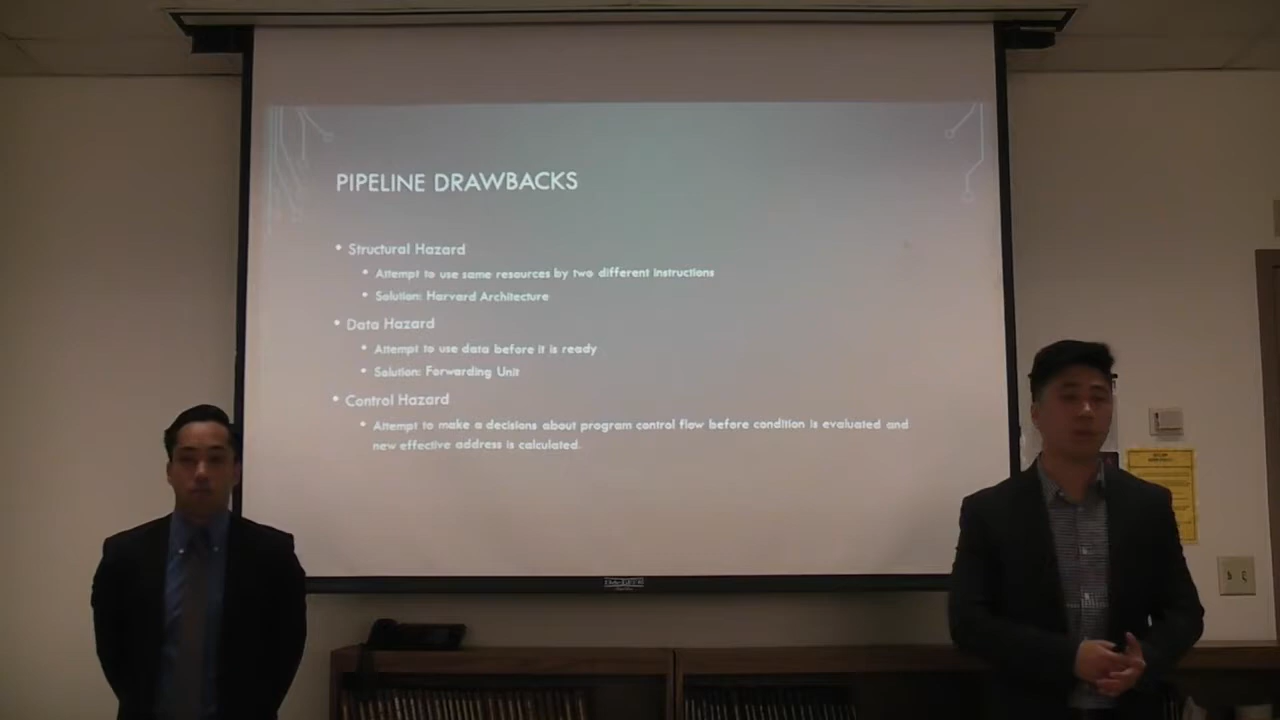 PIPELINE DRAWBACKS
• Structural Hazard
• Attempt to use same resources by two different instructions
• Solution: Harvard Architecture
• Data Hazard
• Attempt to use data before it is ready
• Solution: Forwarding Unit
• Control Hazard
• Attempt to make a decisions about program control flow before condition is evaluated and
new effective address is calculated.